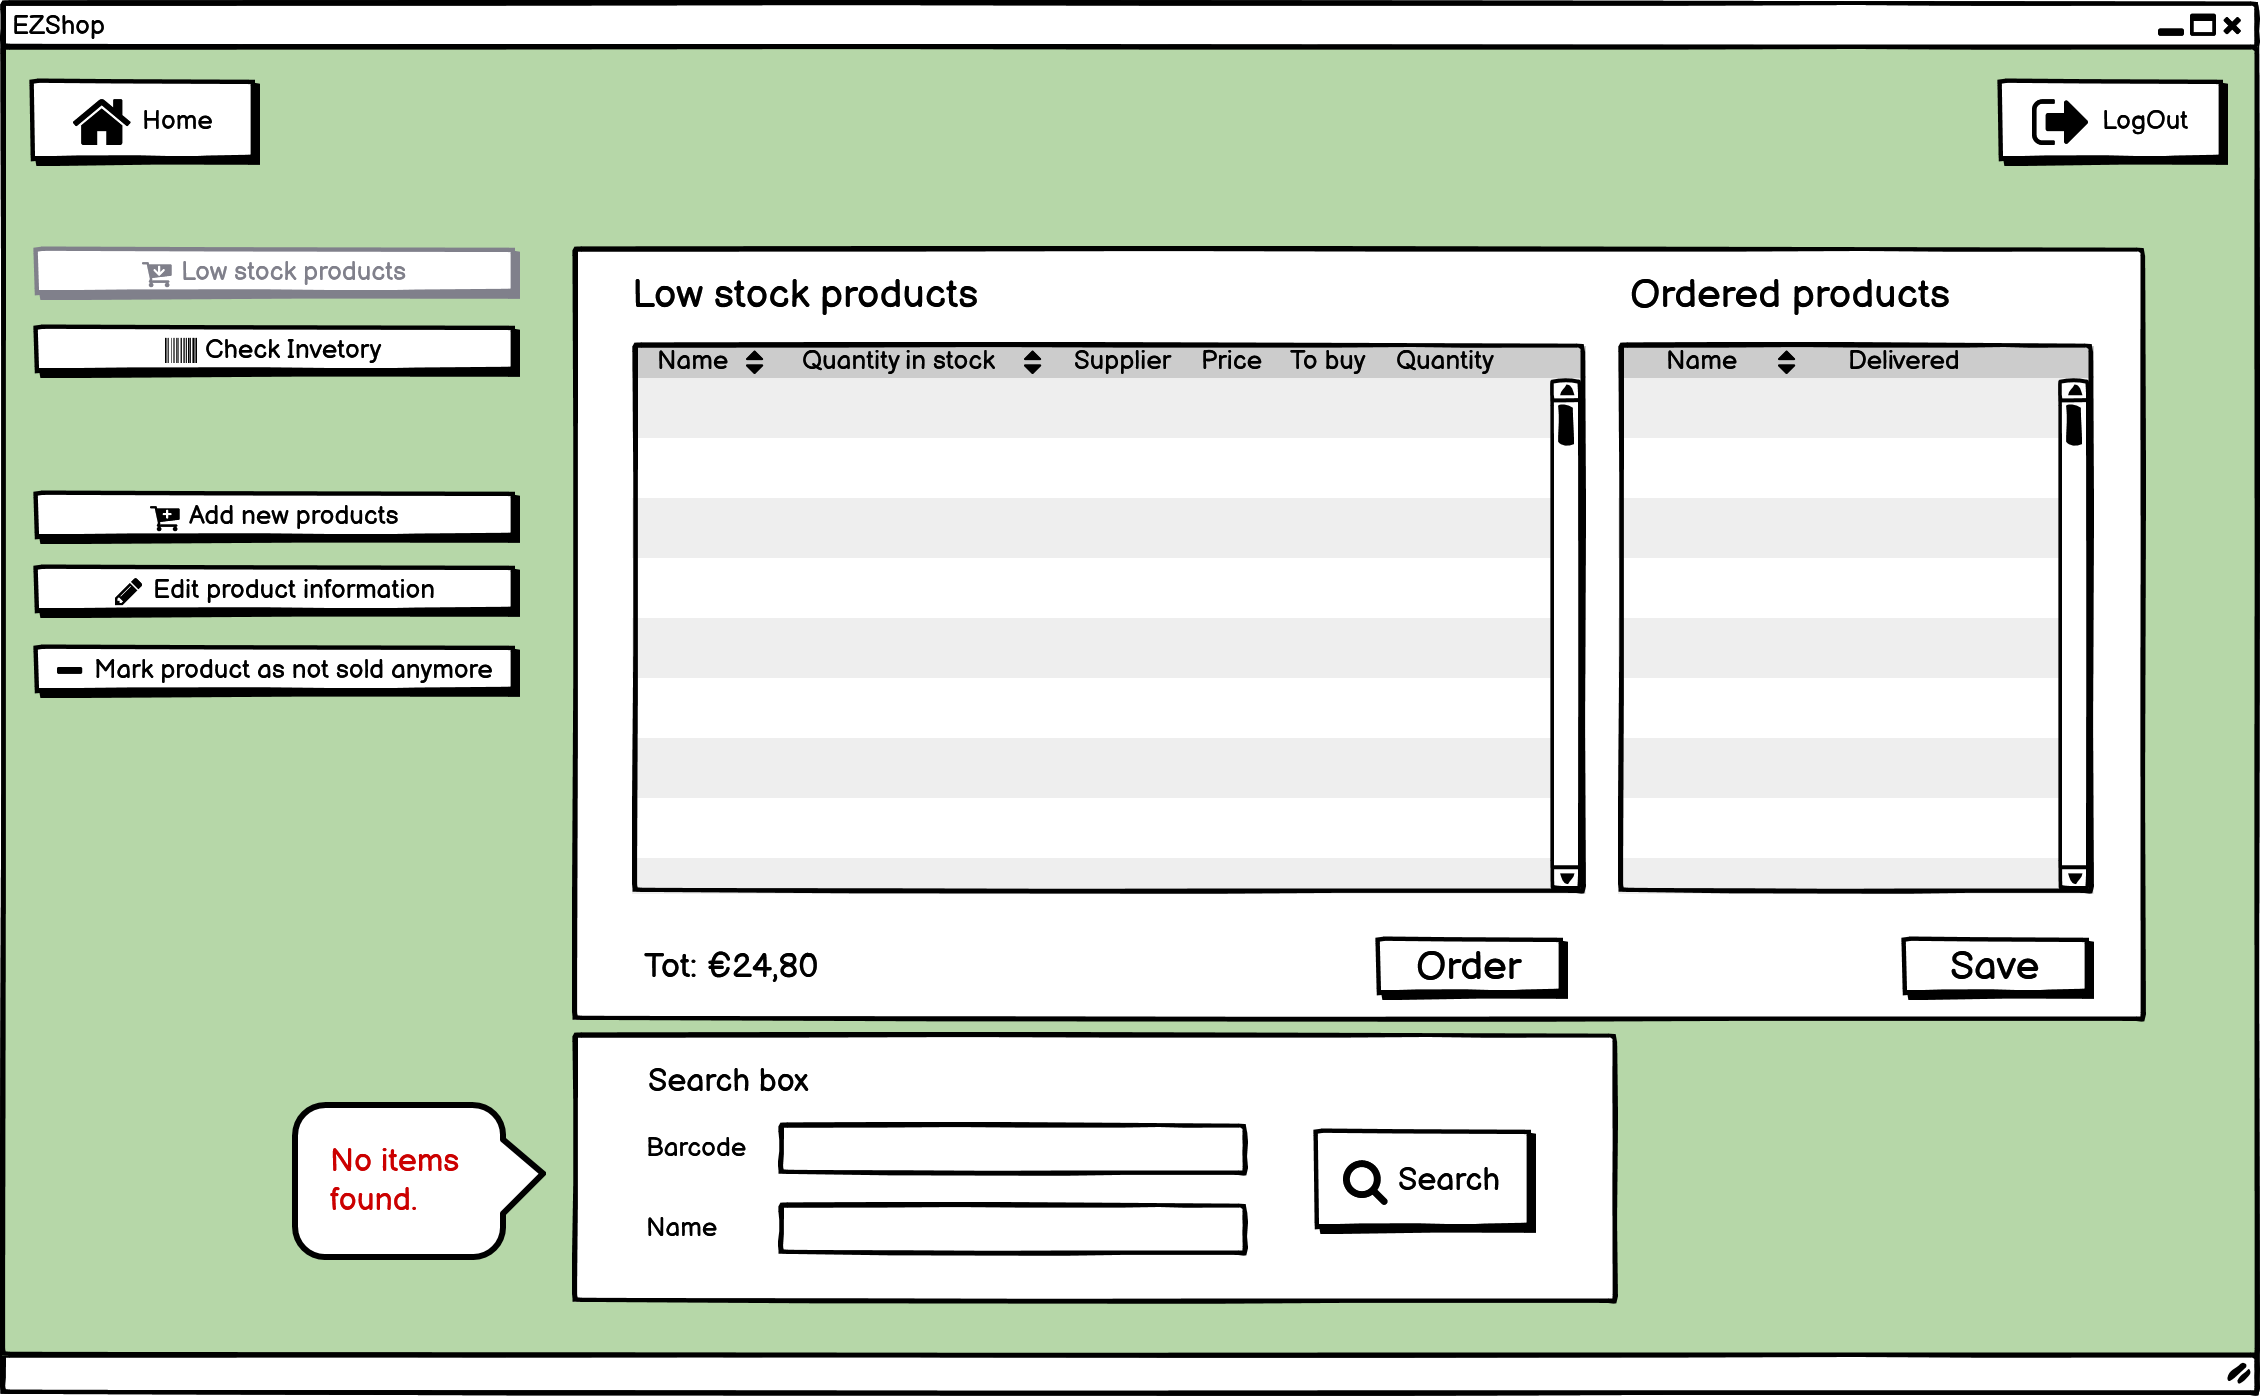 EZShop
Home
LogOut
Low stock products
Check Invetory
Add new products
Edit product information
Mark product as not sold anymore
Low stock products
Name Quantity in stock Supplier Price To buy Quantity
Tot: €24,80
Order
Ordered products
Name Delivered
Save
No items
found.
Search box
Barcode
Name
Search